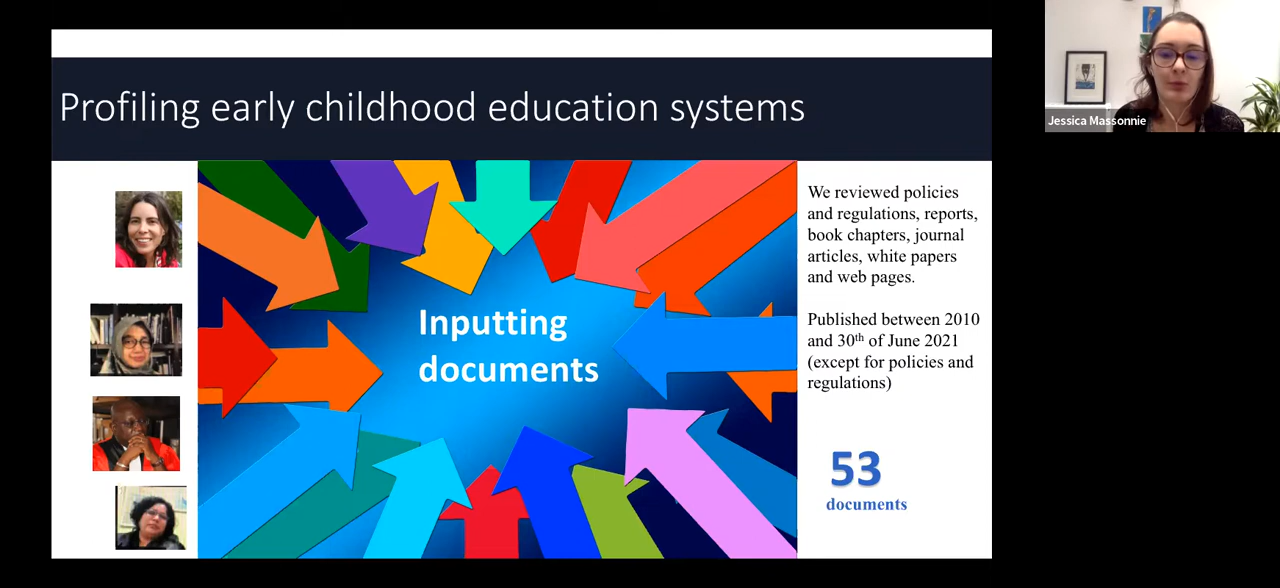 Profiling early childhood education systems
Jessica Massonnie
Inputting
documents
We reviewed policies
and regulations, reports,
book chapters, journal
articles, white papers
and web pages.
Published between 2010
and 30th of June 2021
(except for policies and
regulations)
53
documents